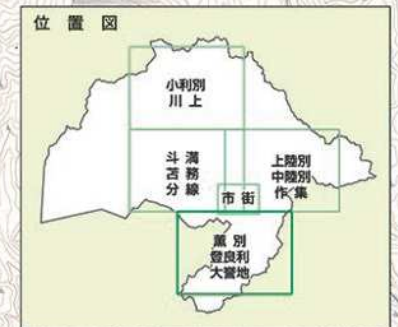 位置図
小利別
川上
斗満
苫務
分線
上陸別
中陸別
作集
市街
薫別
登良利
大誉地